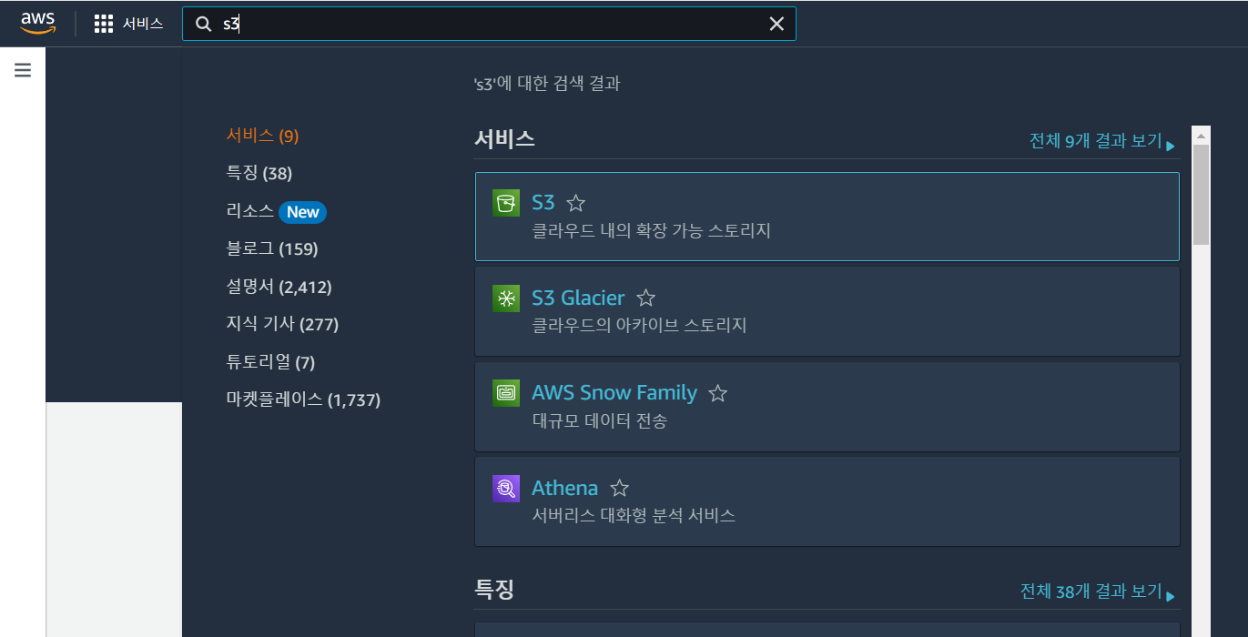 aws
서비스
s3
's3'에 대한 검색 결과
서비스 (9)
특징 (38)
리소스 New
블로그 (159)
설명서 (2,412)
지식 기사 (277)
튜토리얼 (7)
마켓플레이스 (1,737)
서비스
전체 9개 결과 보기
S3
클라우드 내의 확장 가능 스토리지
S3 Glacier
클라우드의 아카이브 스토리지
AWS Snow Family
대규모 데이터 전송
Athena
서버리스 대화형 분석 서비스
특징
전체 38개 결과 보기